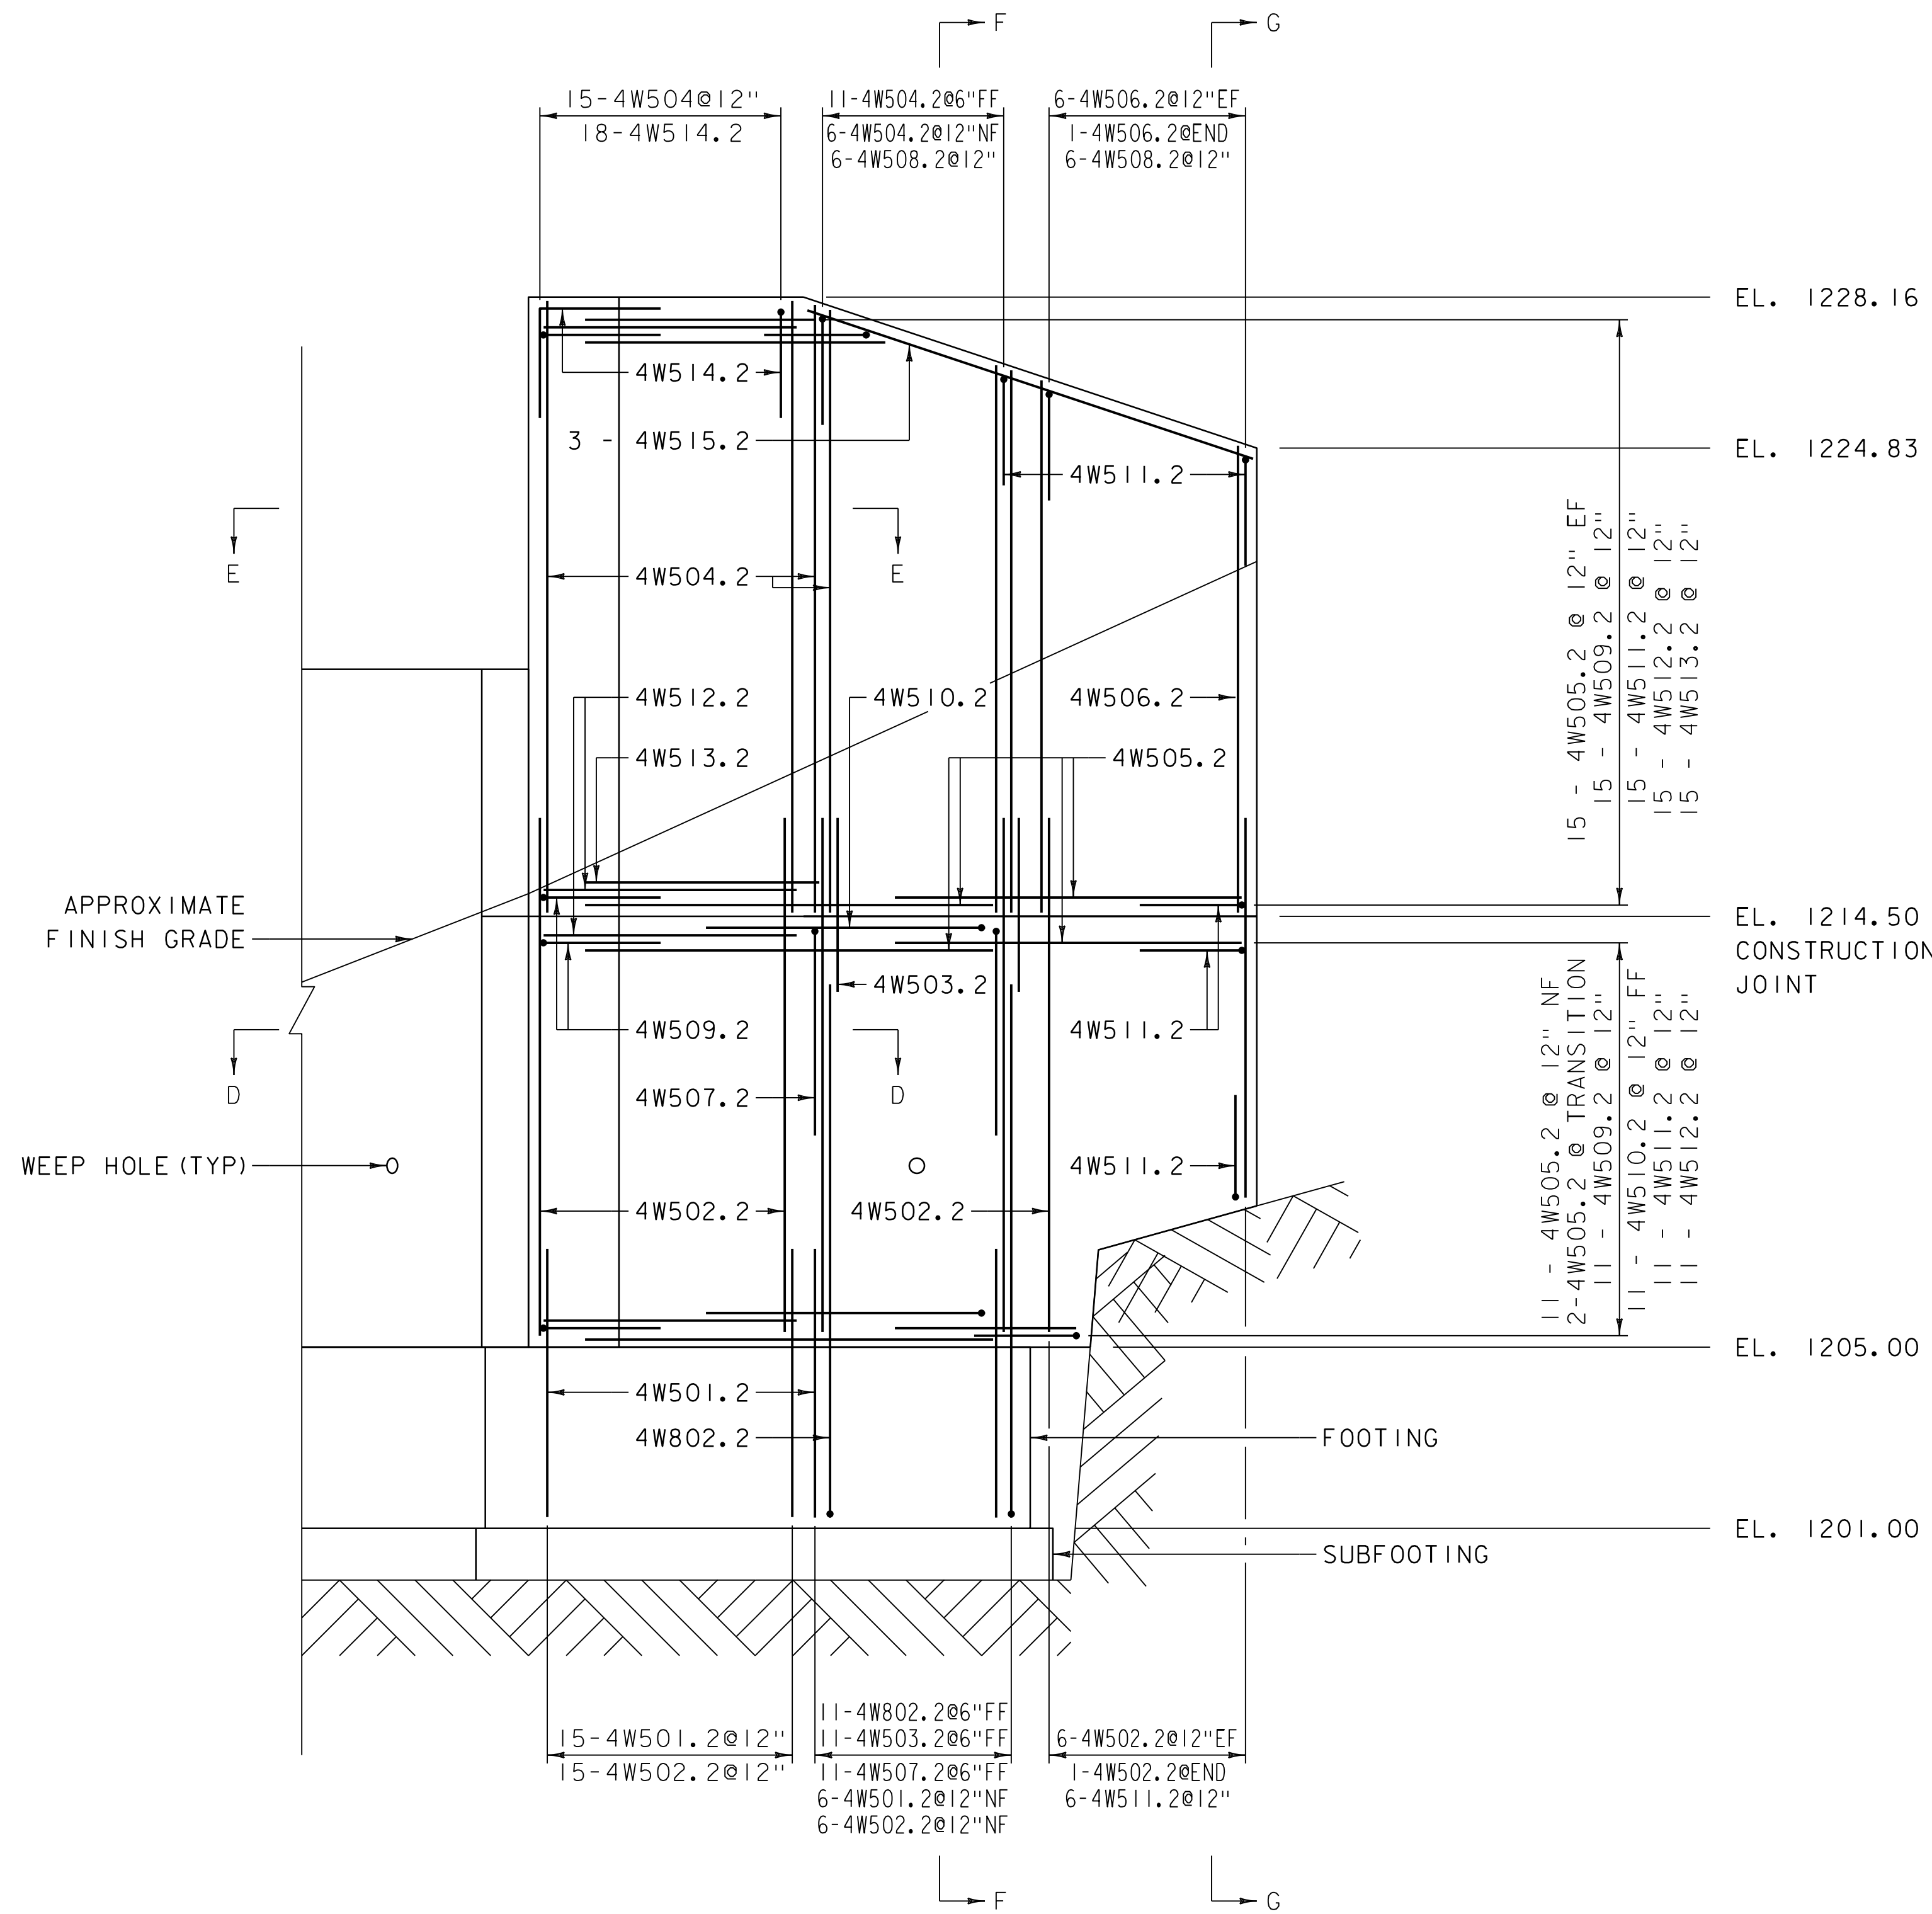 F
G
15-4W504@12"
18-4W514.2
11-4W504.2@6"FF
6-4W504.2@12"NF
6-4W508.2@12"
6-4W506.2@12"EF
1-4W506.2@END
6-4W508.2@12"
EL. 1228.16
4W514.2
3 - 4W515.2
EL. 1224.83
4W511.2
E
4W504.2
E
4W512.2
4W510.2
4W506.2
4W513.2
4W505.2
15 - 4W505.2 @ 12" EF
15 - 4W509.2 @ 12"
15 - 4W511.2 @ 12"
15 - 4W512.2 @ 12"
15 - 4W513.2 @ 12"
APPROXIMATE
FINISH GRADE
EL. 1214.50
CONSTRUCTION
JOINT
4W503.2
4W509.2
4W511.2
D
4W507.2
D
WEEP HOLE (TYP)
4W511.2
4W502.2
4W502.2
11 - 4W505.2 @ 12" NF
2-4W505.2 @ TRANSITION
11 - 4W509.2 @ 12"
11 - 4W510.2 @ 12" FF
11 - 4W511.2 @ 12"
11 - 4W512.2 @ 12"
EL. 1205.00
4W501.2
4W802.2
FOOTING
EL. 1201.00
SUBFOOTING
15-4W501.2@12"
15-4W502.2@12"
11-4W802.2@6"FF
11-4W503.2@6"FF
11-4W507.2@6"FF
6-4W501.2@12"NF
6-4W502.2@12"NF
6-4W502.2@12"EF
1-4W502.2@END
6-4W511.2@12"
F
G